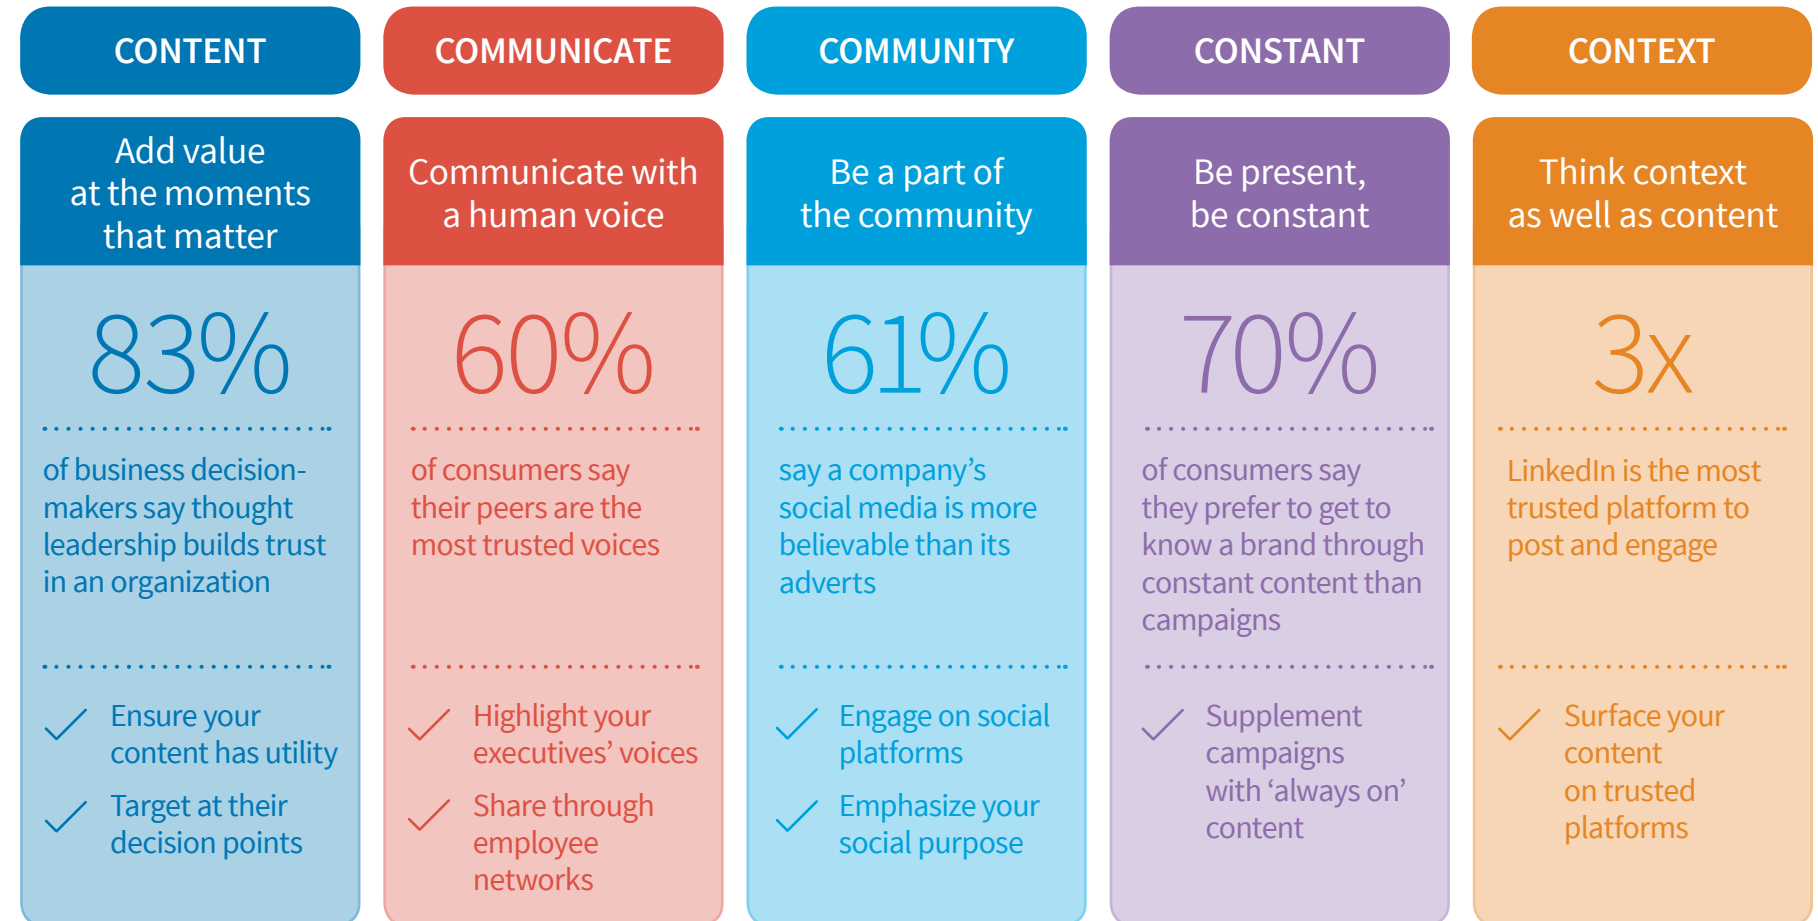 CONTENT
Add value
at the moments
that matter
83%
of business decision-
makers say thought
leadership builds trust
in an organization
Ensure your
content has utility
Target at their
decision points
COMMUNICATE
Communicate with
a human voice
60%
of consumers say
their peers are the
most trusted voices
Highlight your
executives’ voices
Share through
employee
networks
COMMUNITY
Be a part of
the community
61%
say a company’s
social media is more
believable than its
adverts
Engage on social
platforms
Emphasize your
social purpose
CONSTANT
Be present,
be constant
70%
of consumers say
they prefer to get to
know a brand through
constant content than
campaigns
Supplement
campaigns
with ‘always on’
content
CONTEXT
Think context
as well as content
3x
LinkedIn is the most
trusted platform to
post and engage
Surface your
content
on trusted
platforms